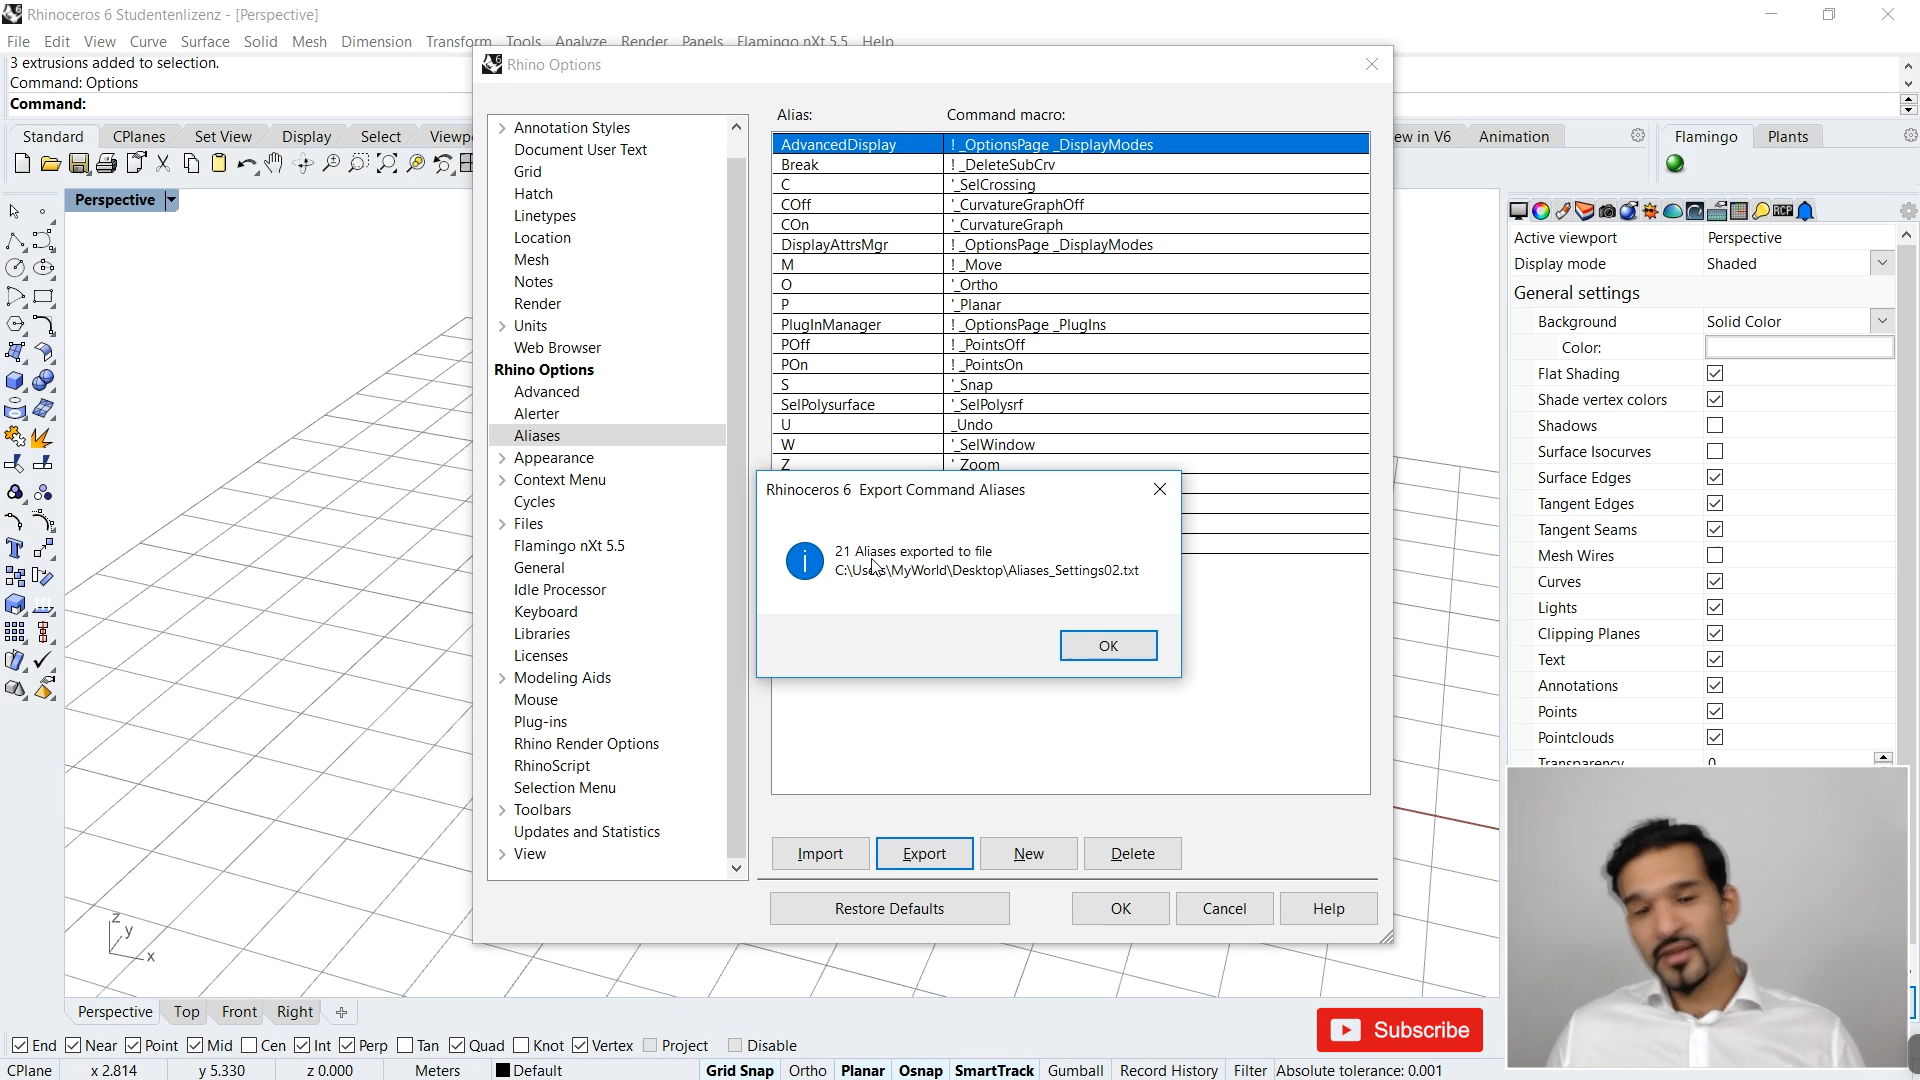 Rhinoceros 6 Studentenlizenz - [Perspective]
File Edit View Curve Surface Solid Mesh Dimension Transform Tools Analyze Render Panels Flamingo nXt 5.5 Help
3 extrusions added to selection.
Command: Options
Command:
Standard CPlanes Set View Display Select Viewp
ew in V6 Animation
Flamingo Plants
Perspective
Rhino Options
Annotation Styles
Document User Text
Grid
Hatch
Linetypes
Location
Mesh
Notes
Render
Units
Web Browser
Rhino Options
Advanced
Alerter
Aliases
Appearance
Context Menu
Cycles
Files
Flamingo nXt 5.5
General
Idle Processor
Keyboard
Libraries
Licenses
Modeling Aids
Mouse
Plug-ins
Rhino Render Options
RhinoScript
Selection Menu
Toolbars
Updates and Statistics
View
Alias: Command macro:
AdvancedDisplay ! _OptionsPage _DisplayModes
Break ! _DeleteSubCrv
C '_SelCrossing
COff '_CurvatureGraphOff
COn '_CurvatureGraph
DisplayAttrsMgr ! _OptionsPage _DisplayModes
M ! _Move
O '_Ortho
P '_Planar
PlugInManager ! _OptionsPage _PlugIns
POff ! _PointsOff
POn ! _PointsOn
S '_Snap
SelPolysurface '_SelPolysrf
U _Undo
W '_SelWindow
Z '_Zoom
Rhinoceros 6 Export Command Aliases
21 Aliases exported to file
C:\Users\MyWorld\Desktop\Aliases_Settings02.txt
OK
Import Export New Delete
Restore Defaults OK Cancel Help
Active viewport Perspective
Display mode Shaded
General settings
Background Solid Color
Color:
Flat Shading
Shade vertex colors
Shadows
Surface Isocurves
Surface Edges
Tangent Edges
Tangent Seams
Mesh Wires
Curves
Lights
Clipping Planes
Text
Annotations
Points
Pointclouds
Transparency 0
RCP
z
y
x
Perspective Top Front Right
Subscribe
End Near Point Mid Cen Int Perp Tan Quad Knot Vertex Project Disable
CPlane x 2.814 y 5.330 z 0.000 Meters Default Grid Snap Ortho Planar Osnap SmartTrack Gumball Record History Filter Absolute tolerance: 0.001